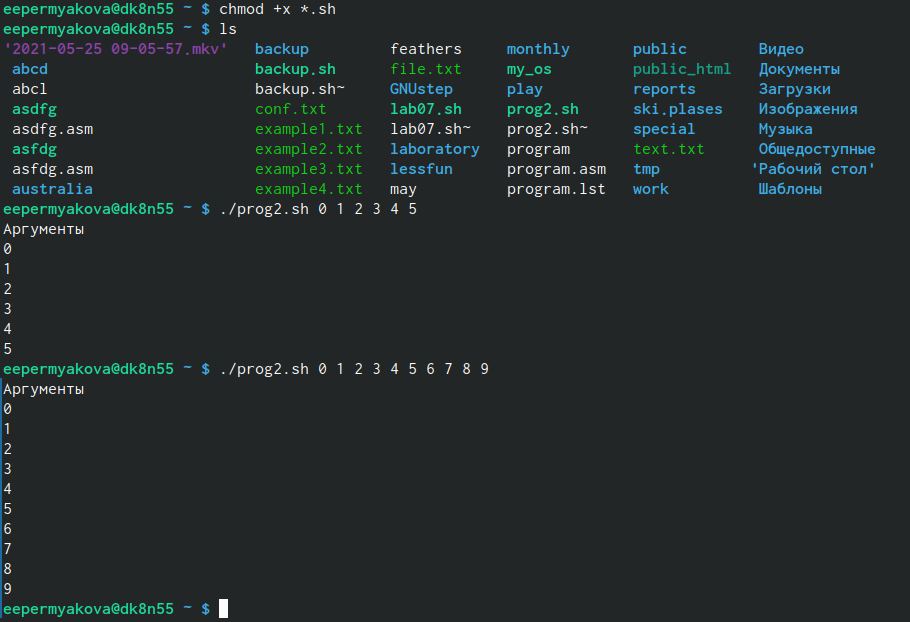 eepermyakova@dk8n55 ~ $ chmod +x *.sh
eepermyakova@dk8n55 ~ $ ls
'2021-05-25 09-05-57.mkv' backup feathers monthly public Видео
abcd backup.sh file.txt my_os public_html Документы
abcl backup.sh~ GNUstep play reports Загрузки
asdfg conf.txt lab07.sh prog2.sh ski.plases Изображения
asdfg.asm example1.txt lab07.sh~ prog2.sh~ special Музыка
asfdg example2.txt laboratory program text.txt Общедоступные
asfdg.asm example3.txt lessfun program.asm tmp 'Рабочий стол'
australia example4.txt may program.lst work Шаблоны
eepermyakova@dk8n55 ~ $ ./prog2.sh 0 1 2 3 4 5
Аргументы
0
1
2
3
4
5
eepermyakova@dk8n55 ~ $ ./prog2.sh 0 1 2 3 4 5 6 7 8 9
Аргументы
0
1
2
3
4
5
6
7
8
9
eepermyakova@dk8n55 ~ $